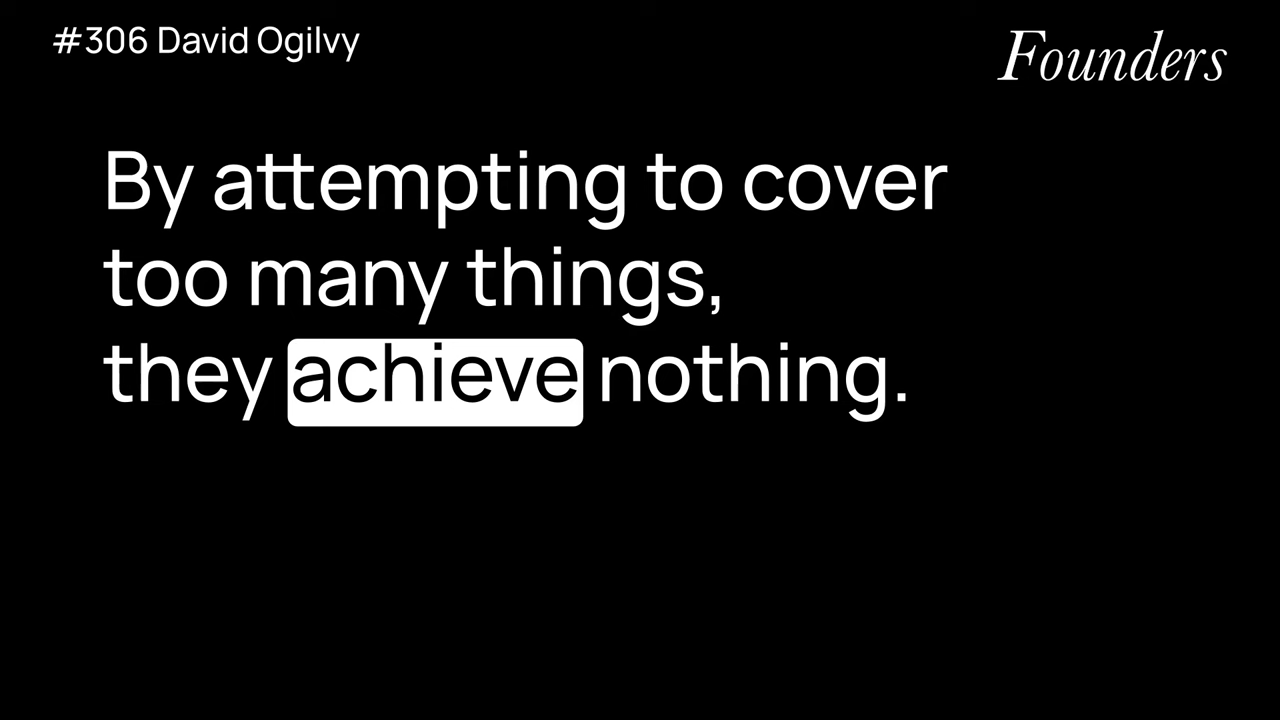 #306 David Ogilvy
Founders
By attempting to cover
too many things,
they achieve nothing.